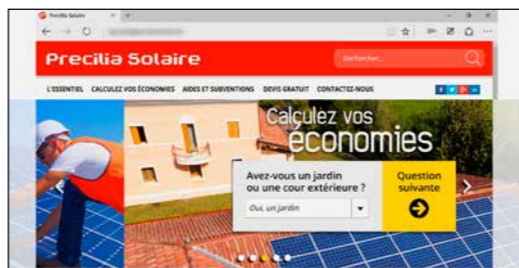 Precilia Solaire
Precilia Solaire
Rechercher...
L'ESSENTIEL CALCULEZ VOS ÉCONOMIES AIDES ET SUBVENTIONS DEVIS GRATUIT CONTACTEZ-NOUS
Calculez vos
économies
Avez-vous un jardin
ou une cour extérieure ?
Oui, un jardin
Question
suivante